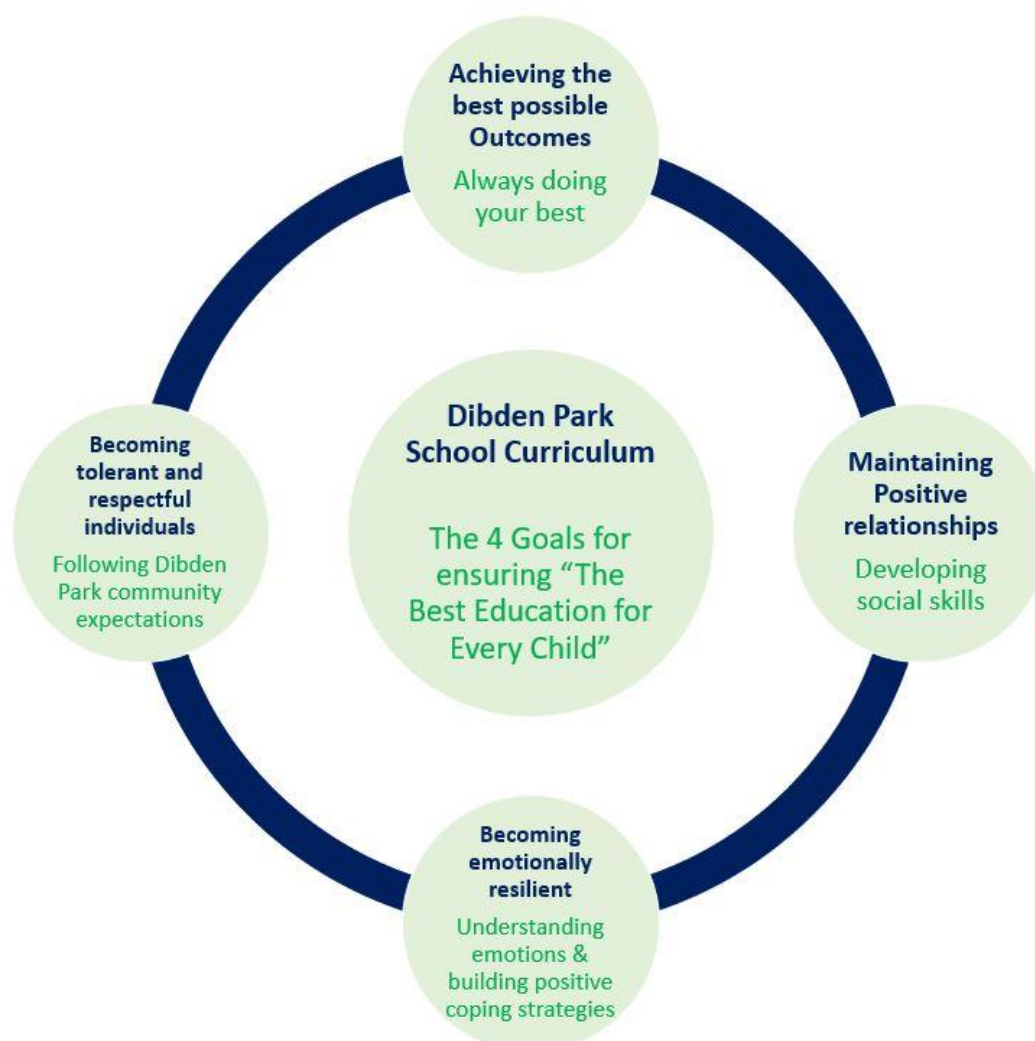 Achieving the
best possible
Outcomes
Always doing
your best
Dibden Park
School Curriculum
The 4 Goals for
ensuring “The
Best Education for
Every Child”
Becoming
tolerant and
respectful
individuals
Following Dibden
Park community
expectations
Maintaining
Positive
relationships
Developing
social skills
Becoming
emotionally
resilient
Understanding
emotions &
building positive
coping strategies